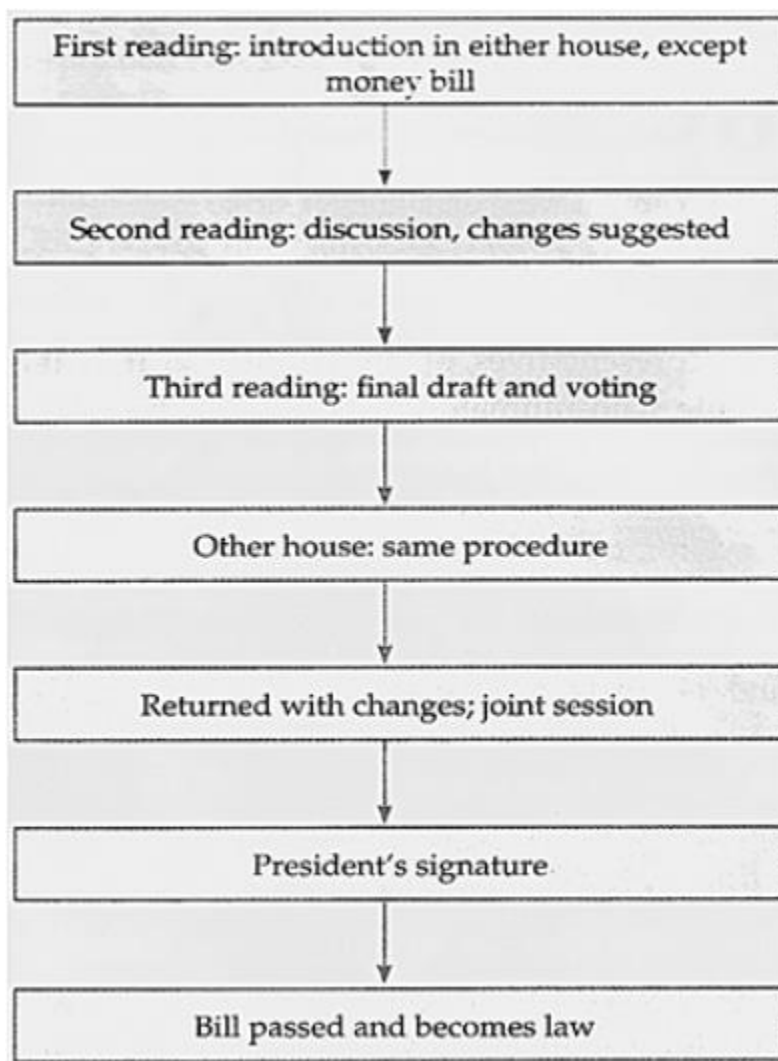 First reading: introduction in either house, except
money bill
Second reading: discussion, changes suggested
Third reading: final draft and voting
Other house: same procedure
Returned with changes; joint session
President's signature
Bill passed and becomes law